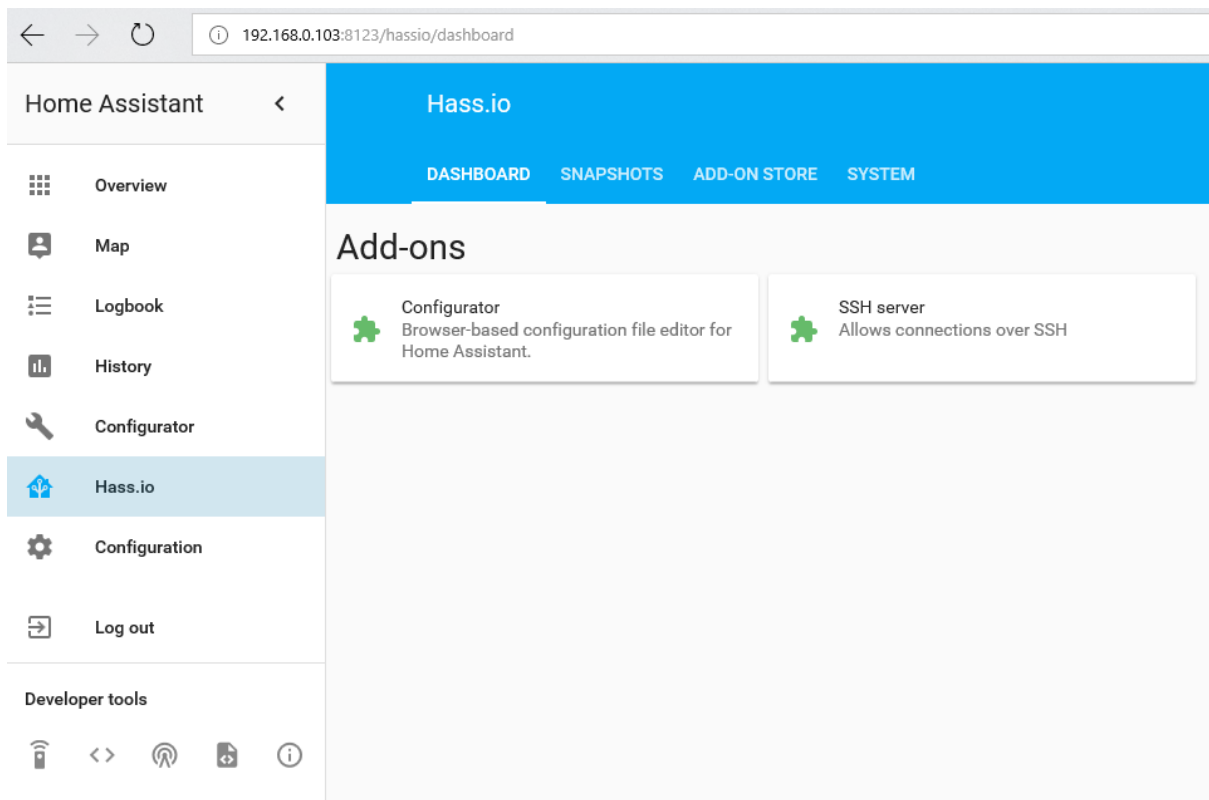 192.168.0.103:8123/hassio/dashboard
Home Assistant
Hass.io
DASHBOARD SNAPSHOTS ADD-ON STORE SYSTEM
Overview
Map
Logbook
History
Configurator
Hass.io
Configuration
Log out
Developer tools
Add-ons
Configurator
Browser-based configuration file editor for
Home Assistant.
SSH server
Allows connections over SSH